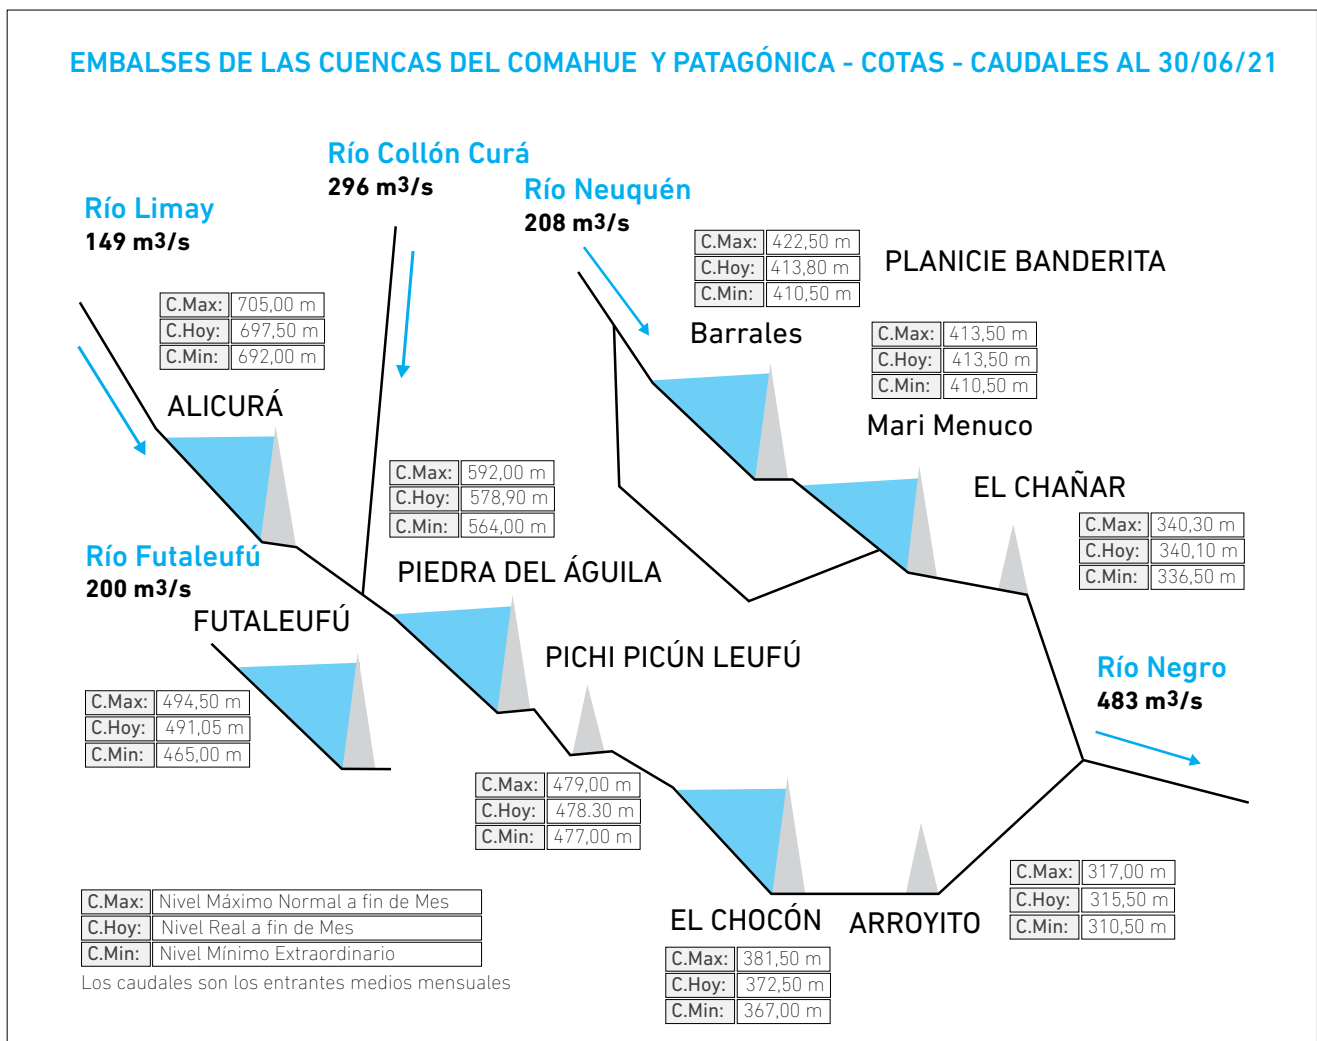 EMBALSES DE LAS CUENCAS DEL COMAHUE Y PATAGÓNICA - COTAS - CAUDALES AL 30/06/21
Río Limay
149 m3/s
Río Collón Curá
296 m3/s
Río Neuquén
208 m3/s
C.Max: 422,50 m
C.Hoy: 413,80 m
C.Min: 410,50 m
PLANICIE BANDERITA
Barrales
C.Max: 705,00 m
C.Hoy: 697,50 m
C.Min: 692,00 m
ALICURÁ
C.Max: 413,50 m
C.Hoy: 413,50 m
C.Min: 410,50 m
Mari Menuco
C.Max: 592,00 m
C.Hoy: 578,90 m
C.Min: 564,00 m
PIEDRA DEL ÁGUILA
EL CHAÑAR
C.Max: 340,30 m
C.Hoy: 340,10 m
C.Min: 336,50 m
Río Futaleufú
200 m3/s
FUTALEUFÚ
C.Max: 494,50 m
C.Hoy: 491,05 m
C.Min: 465,00 m
PICHI PICÚN LEUFÚ
C.Max: 479,00 m
C.Hoy: 478.30 m
C.Min: 477,00 m
Río Negro
483 m3/s
EL CHOCÓN
C.Max: 381,50 m
C.Hoy: 372,50 m
C.Min: 367,00 m
ARROYITO
C.Max: 317,00 m
C.Hoy: 315,50 m
C.Min: 310,50 m
C.Max: Nivel Máximo Normal a fin de Mes
C.Hoy: Nivel Real a fin de Mes
C.Min: Nivel Mínimo Extraordinario
Los caudales son los entrantes medios mensuales